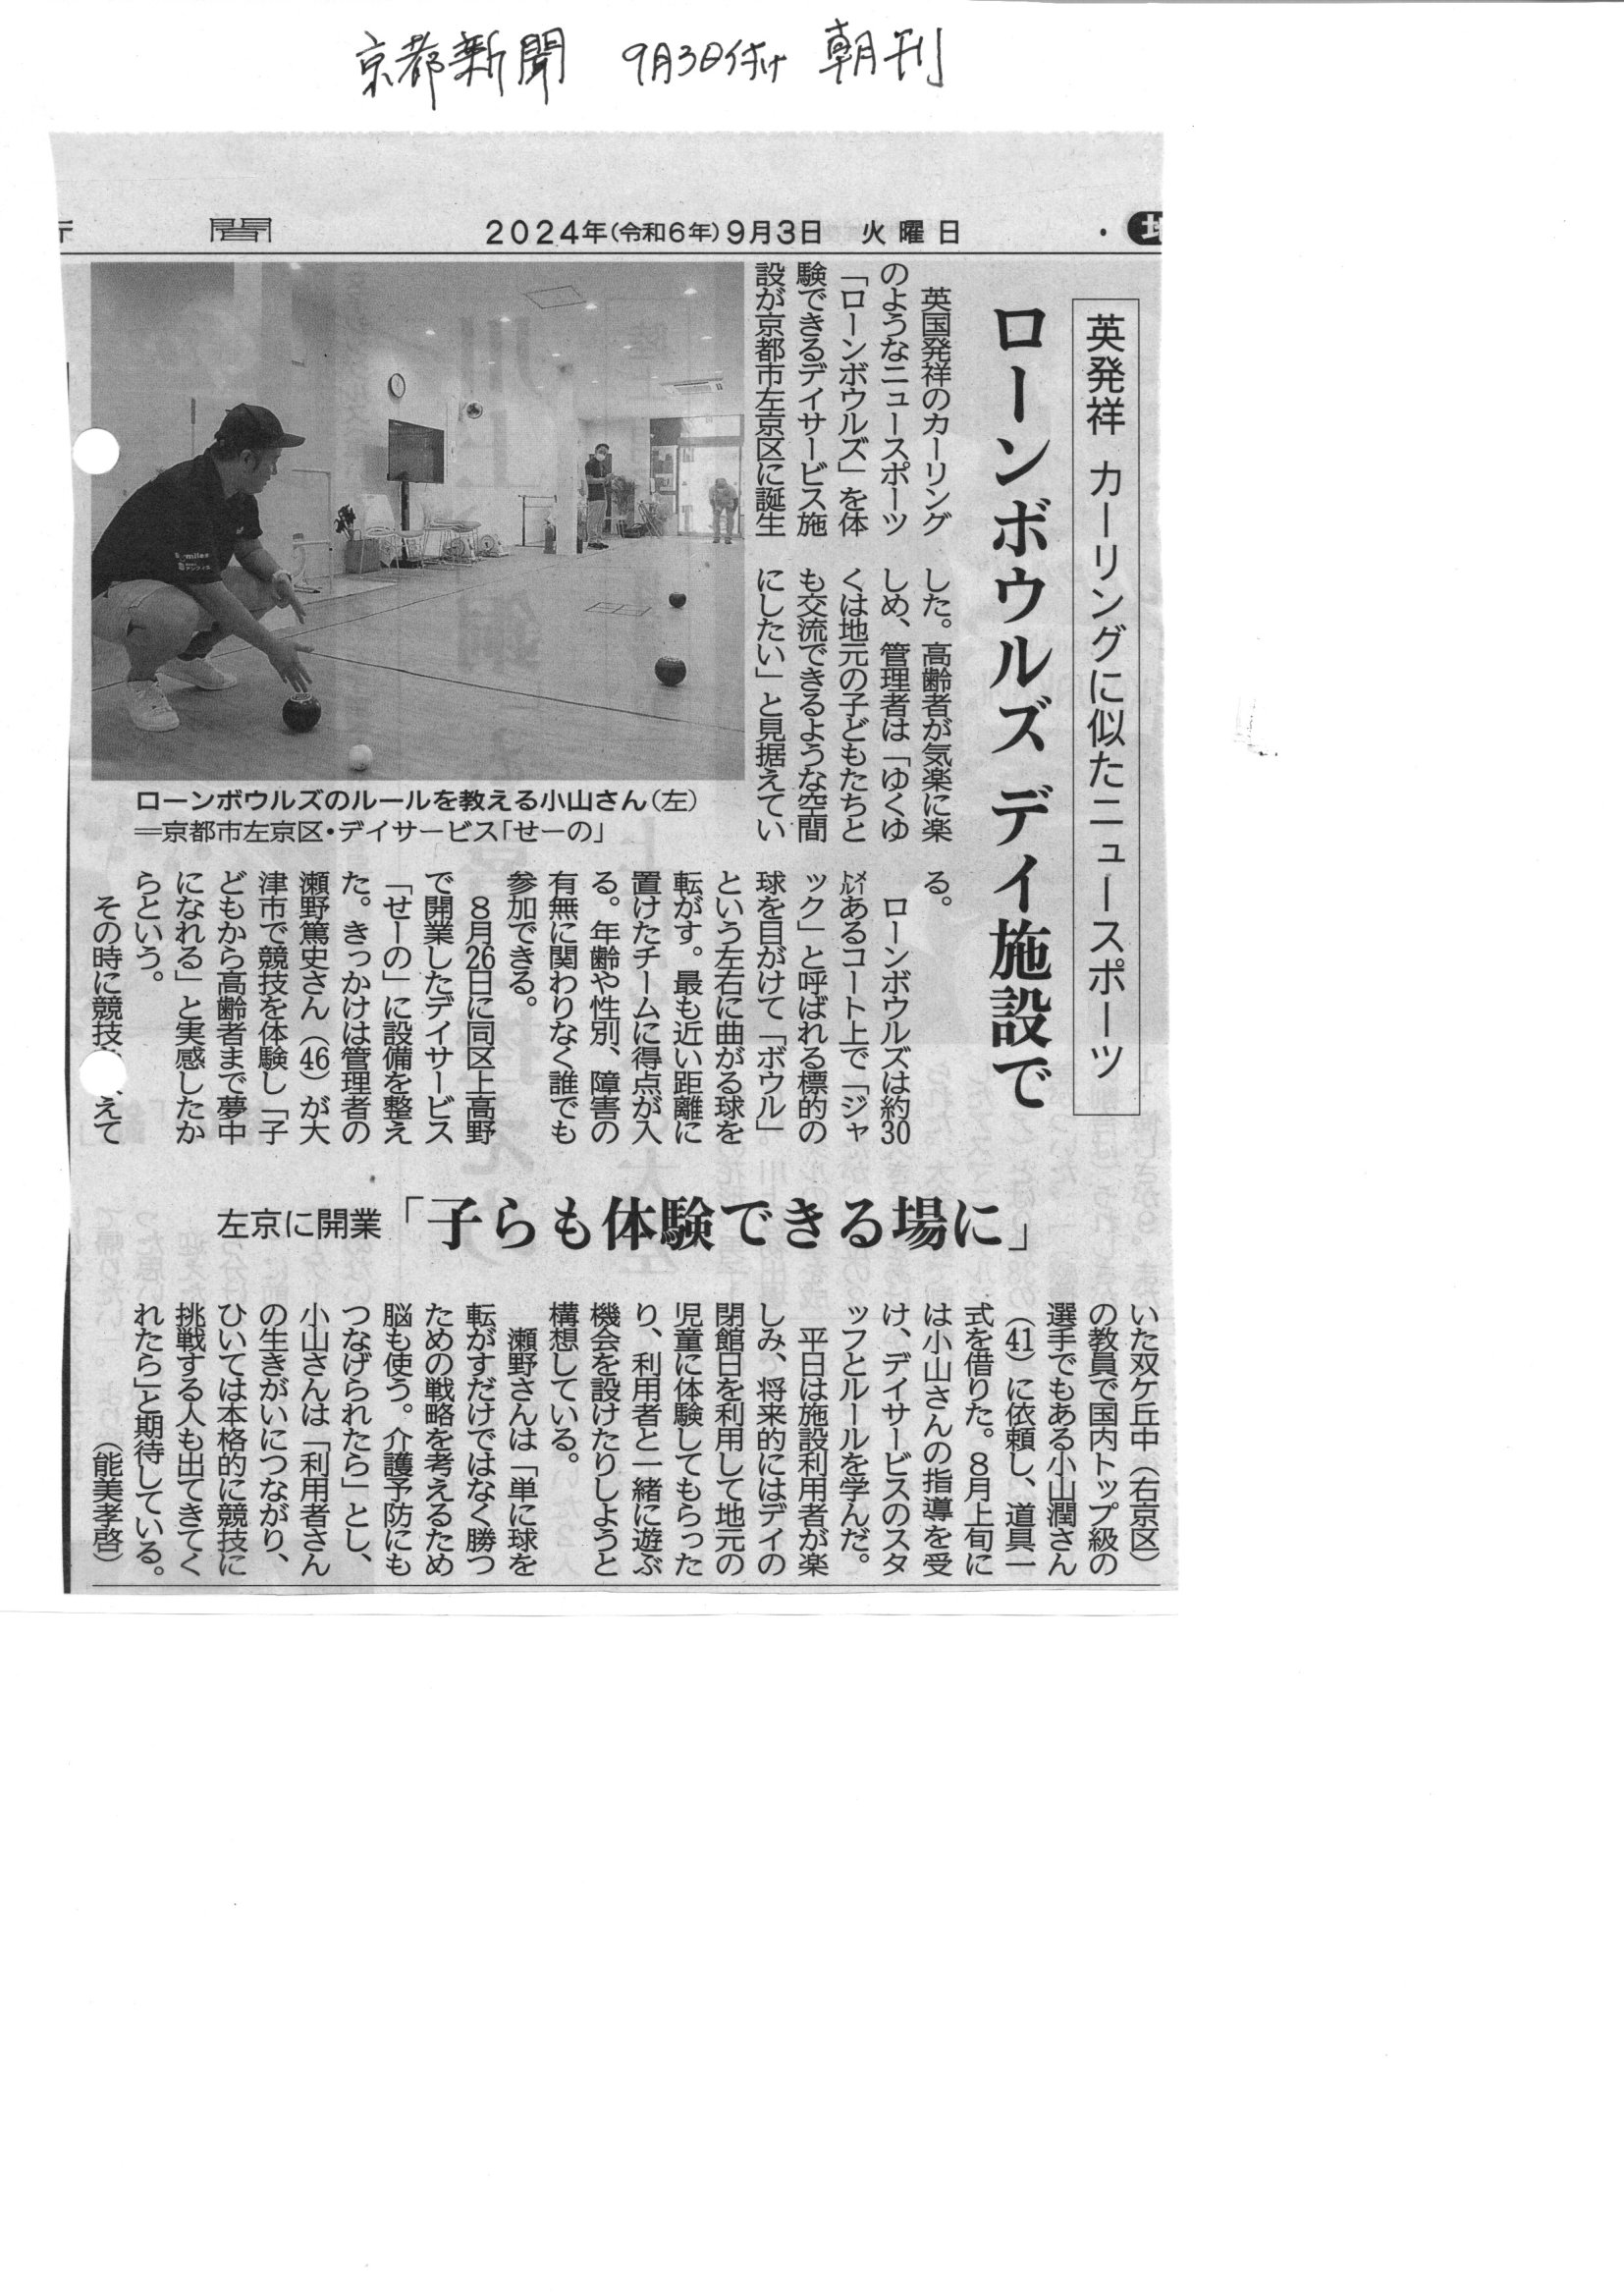 京都新聞 9月3日付け 朝刊
聞
2024年(令和6年)9月3日 火曜日
英発祥 カーリングに似たニュースポーツ
ローンボウルズ デイ施設で
英国発祥のカーリング
のようなニュースポーツ
「ローンボウルズ」を体
験できるデイサービス施
設が京都市左京区に誕生
した。高齢者が気楽に楽
しめ、管理者は「ゆくゆ
くは地元の子どもたちと
も交流できるような空間
にしたい」と見据えてい
る。
ローンボウルズは約30
メートルあるコート上で「ジャ
ック」と呼ばれる標的の
球を目がけて「ボウル」
という左右に曲がる球を
転がす。最も近い距離に
置けたチームに得点が入
る。年齢や性別、障害の
有無に関わりなく誰でも
参加できる。
8月26日に同区上高野
で開業したデイサービス
「せーの」に設備を整え
た。きっかけは管理者の
瀬野篤史さん(46)が大
津市で競技を体験し「子
どもから高齢者まで夢中
になれる」と実感したか
らという。
その時に競技 えて
ローンボウルズのルールを教える小山さん(左)
=京都市左京区・デイサービス「せーの」
左京に開業「子らも体験できる場に」
いた双ケ丘中(右京区)
の教員で国内トップ級の
選手でもある小山潤さん
(41)に依頼し、道具一
式を借りた。8月上旬に
は小山さんの指導を受
け、デイサービスのスタ
ッフとルールを学んだ。
平日は施設利用者が楽
しみ、将来的にはデイの
閉館日を利用して地元の
児童に体験してもらった
り、利用者と一緒に遊ぶ
機会を設けたりしようと
構想している。
瀬野さんは「単に球を
転がすだけではなく勝つ
ための戦略を考えるため
脳も使う。介護予防にも
つなげられたら」とし、
小山さんは「利用者さん
の生きがいにつながり、
ひいては本格的に競技に
挑戦する人も出てきてく
れたら」と期待している。
(能美孝啓)